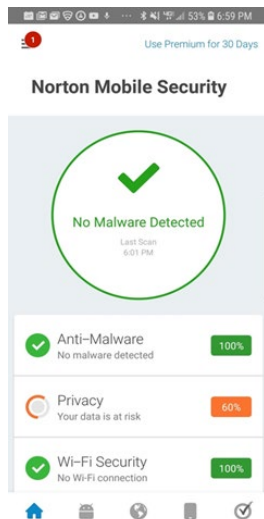 53% 6:59 PM
1
Use Premium for 30 Days
Norton Mobile Security
No Malware Detected
Last Scan
6:01 PM
Anti-Malware
No malware detected
100%
Privacy
Your data is at risk
60%
Wi-Fi Security
No Wi-Fi connection
100%